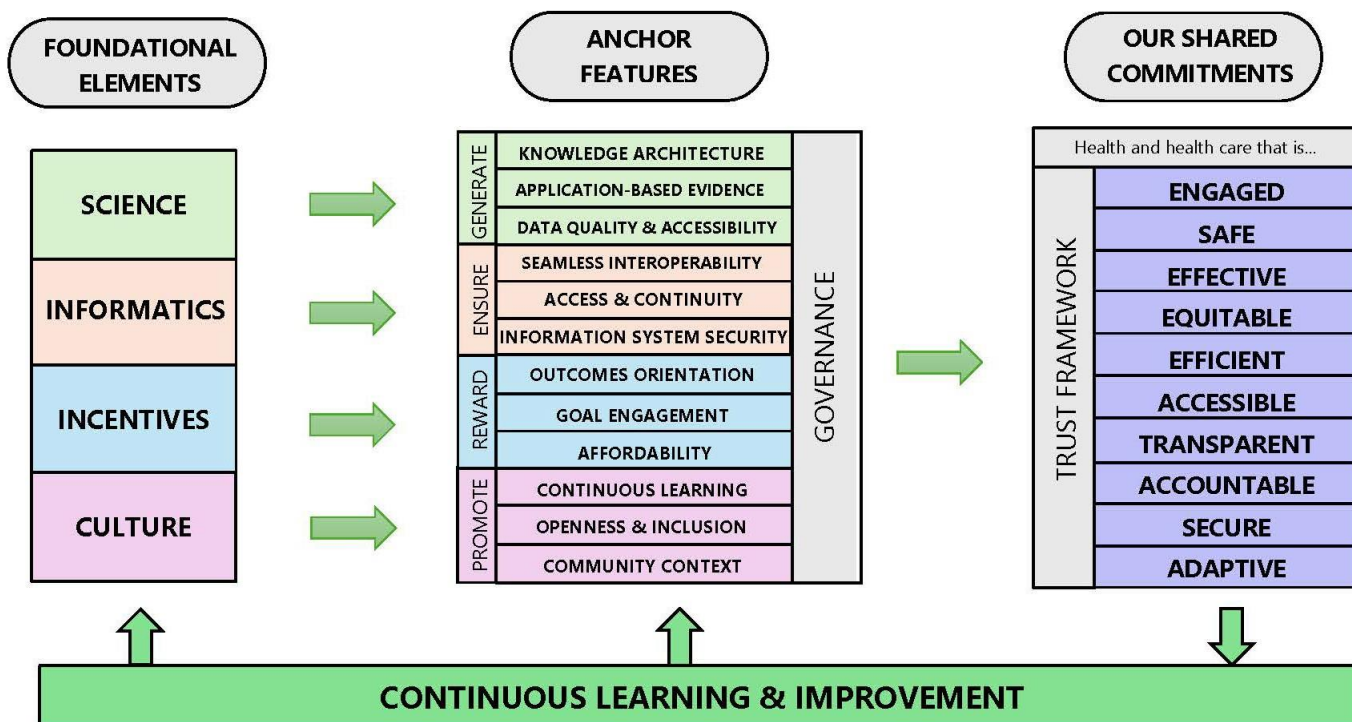 FOUNDATIONAL
ELEMENTS
SCIENCE
INFORMATICS
INCENTIVES
CULTURE
ANCHOR
FEATURES
GENERATE
KNOWLEDGE ARCHITECTURE
APPLICATION-BASED EVIDENCE
DATA QUALITY & ACCESSIBILITY
ENSURE
SEAMLESS INTEROPERABILITY
ACCESS & CONTINUITY
INFORMATION SYSTEM SECURITY
REWARD
OUTCOMES ORIENTATION
GOAL ENGAGEMENT
AFFORDABILITY
PROMOTE
CONTINUOUS LEARNING
OPENNESS & INCLUSION
COMMUNITY CONTEXT
GOVERNANCE
OUR SHARED
COMMITMENTS
Health and health care that is...
TRUST FRAMEWORK
ENGAGED
SAFE
EFFECTIVE
EQUITABLE
EFFICIENT
ACCESSIBLE
TRANSPARENT
ACCOUNTABLE
SECURE
ADAPTIVE
CONTINUOUS LEARNING & IMPROVEMENT